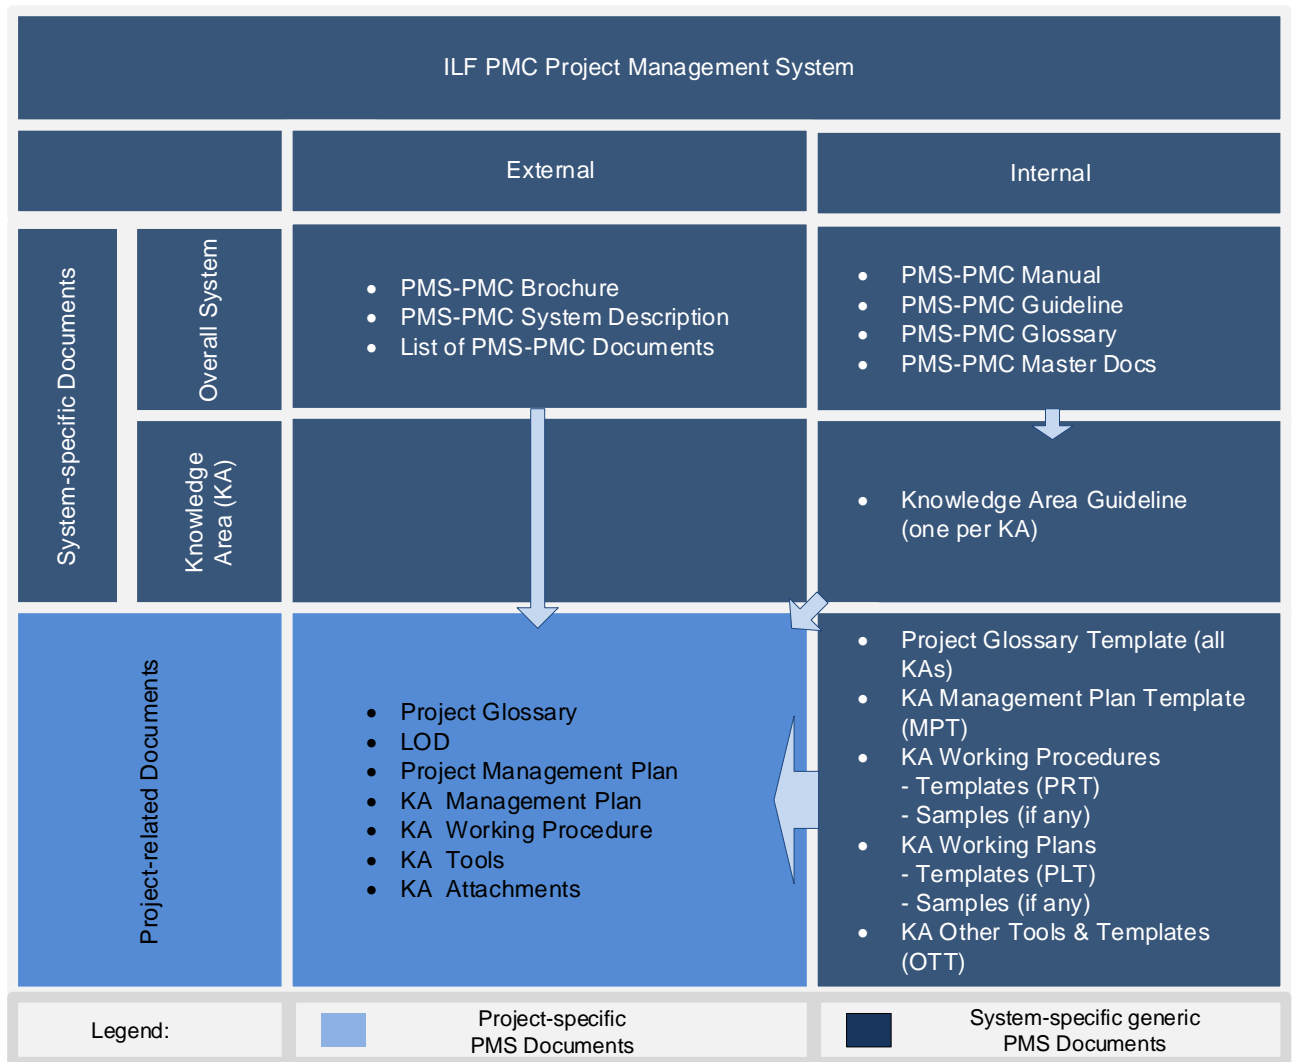 ILF PMC Project Management System
External
Internal
System-specific Documents
Overall System
• PMS-PMC Brochure
• PMS-PMC System Description
• List of PMS-PMC Documents
• PMS-PMC Manual
• PMS-PMC Guideline
• PMS-PMC Glossary
• PMS-PMC Master Docs
Knowledge
Area (KA)
• Knowledge Area Guideline
(one per KA)
Project-related Documents
• Project Glossary
• LOD
• Project Management Plan
• KA Management Plan
• KA Working Procedure
• KA Tools
• KA Attachments
• Project Glossary Template (all
KAs)
• KA Management Plan Template
(MPT)
• KA Working Procedures
- Templates (PRT)
- Samples (if any)
• KA Working Plans
- Templates (PLT)
- Samples (if any)
• KA Other Tools & Templates
(OTT)
Legend:
Project-specific
PMS Documents
System-specific generic
PMS Documents